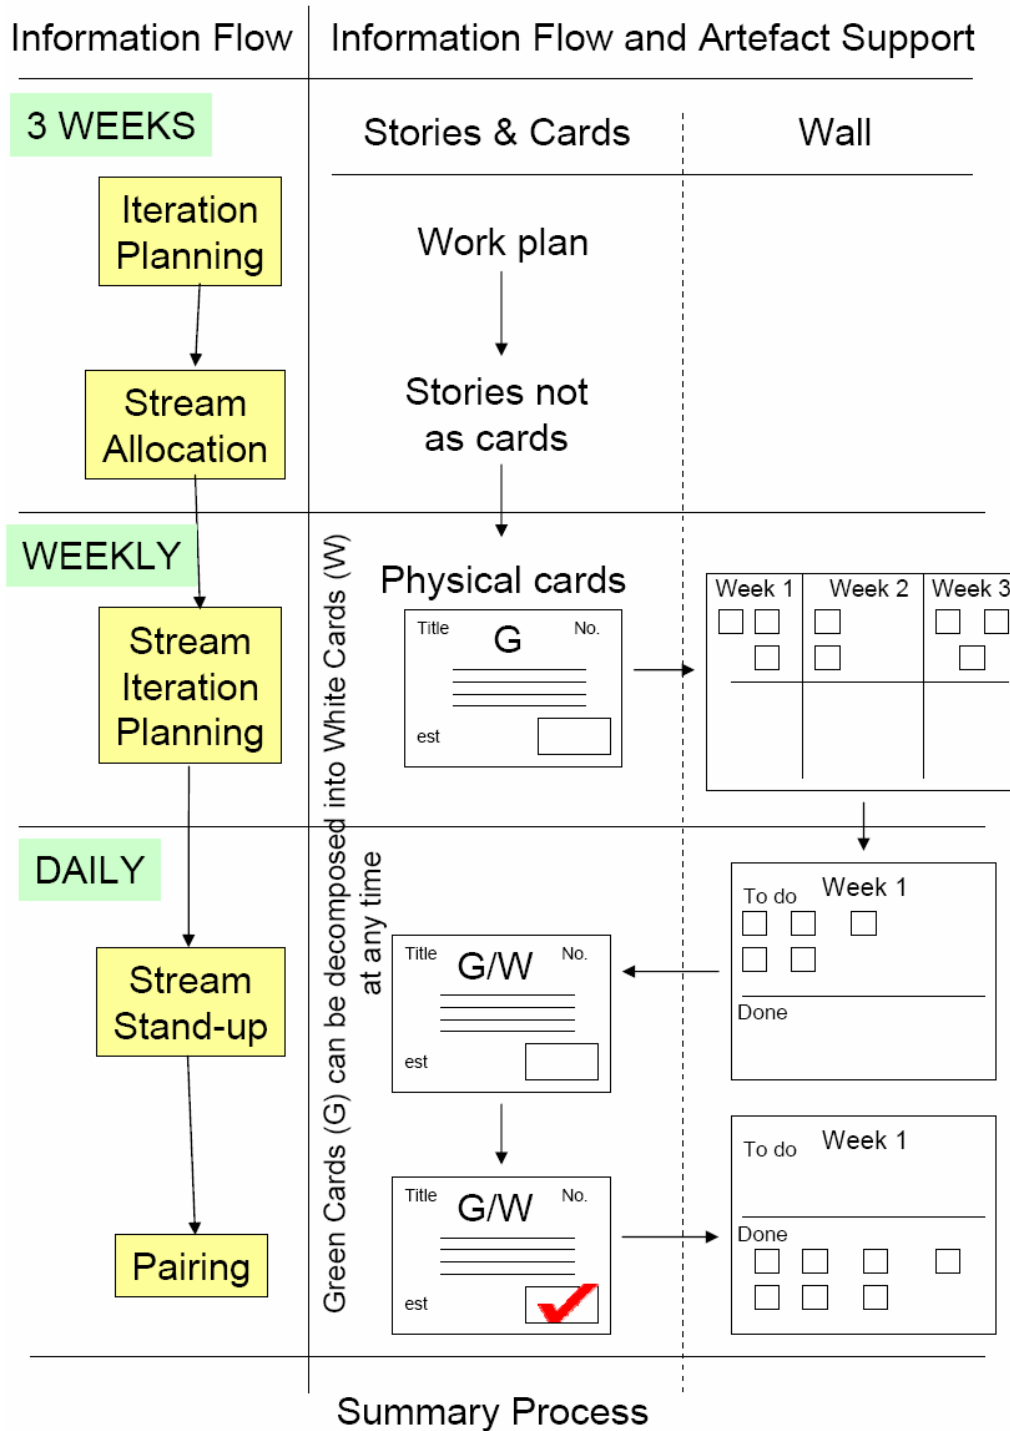 Information Flow
Information Flow and Artefact Support
3 WEEKS
Stories & Cards
Wall
Iteration
Planning
Work plan
Stream
Allocation
Stories not
as cards
WEEKLY
Physical cards
Stream
Iteration
Planning
Title
G
No.
est
Week 1
Week 2
Week 3
Green Cards (G) can be decomposed into White Cards (W)
at any time
DAILY
To do
Week 1
Done
Stream
Stand-up
Title
G/W
No.
est
Pairing
Title
G/W
No.
est
To do
Week 1
Done
Summary Process